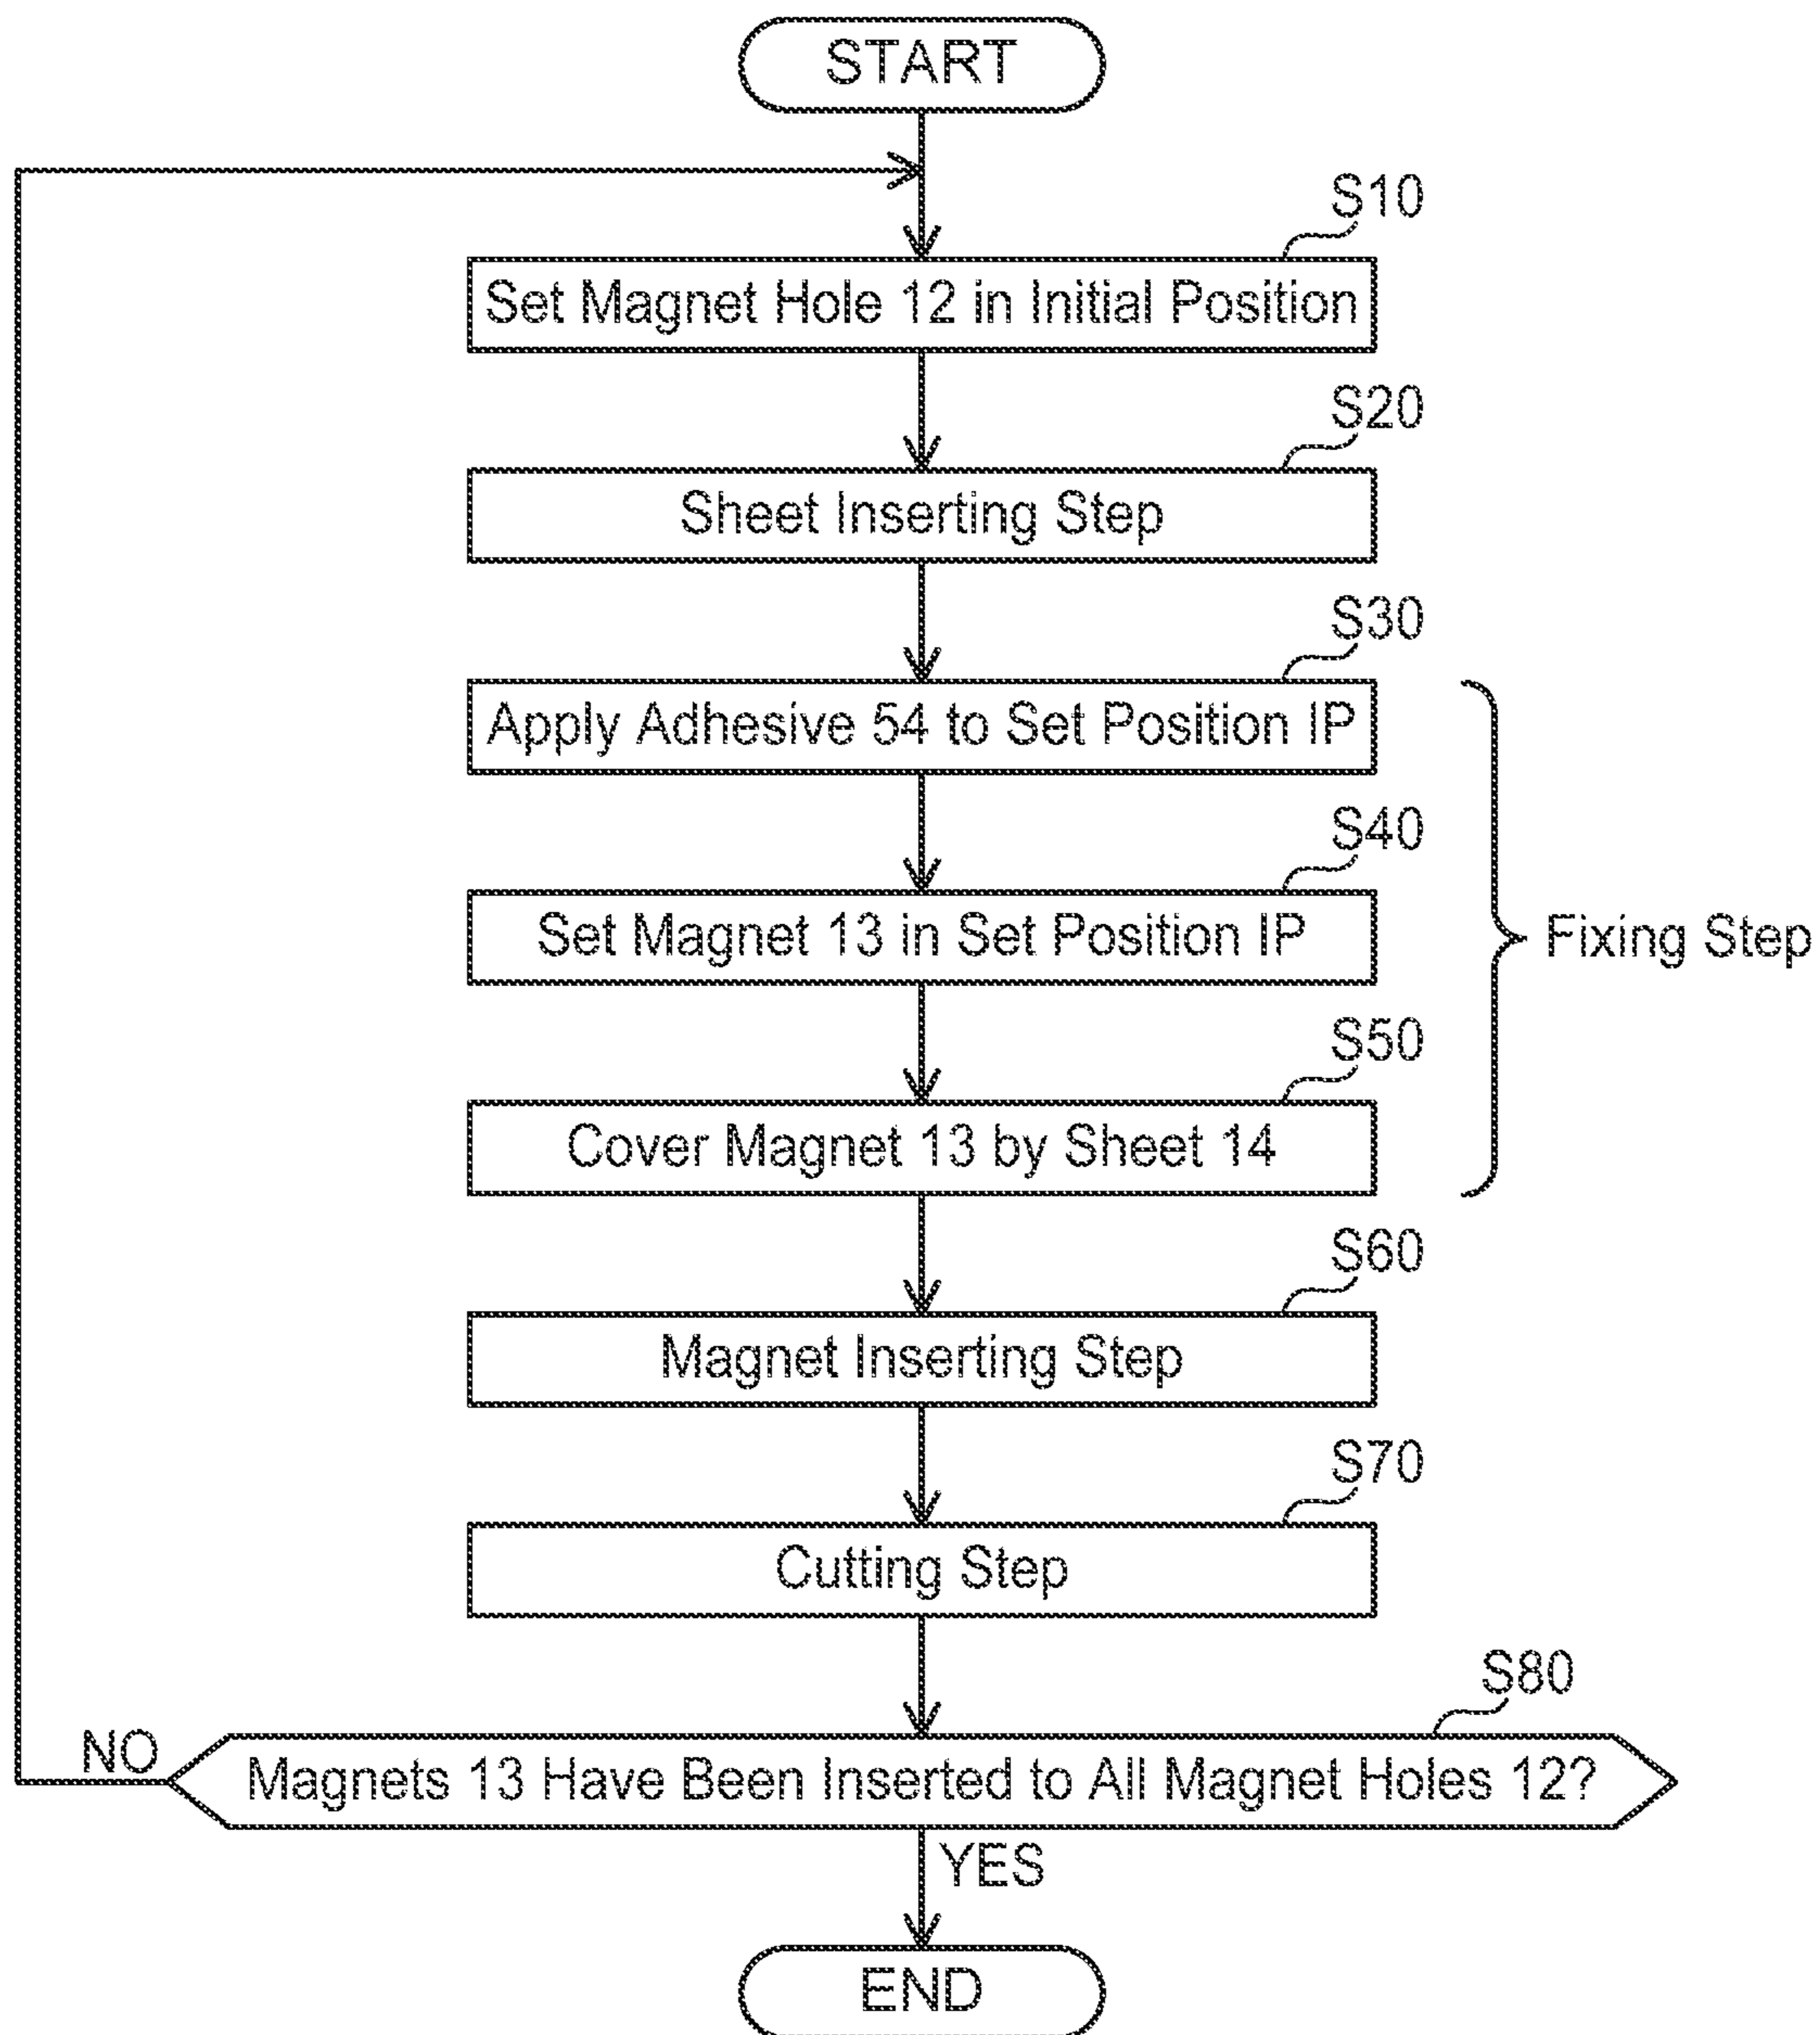 START
S10
Set Magnet Hole 12 in Initial Position
S20
Sheet Inserting Step
S30
Apply Adhesive 54 to Set Position IP
S40
Set Magnet 13 in Set Position IP
Fixing Step
S50
Cover Magnet 13 by Sheet 14
S60
Magnet Inserting Step
S70
Cutting Step
S80
NO
Magnets 13 Have Been Inserted to All Magnet Holes 12?
YES
END